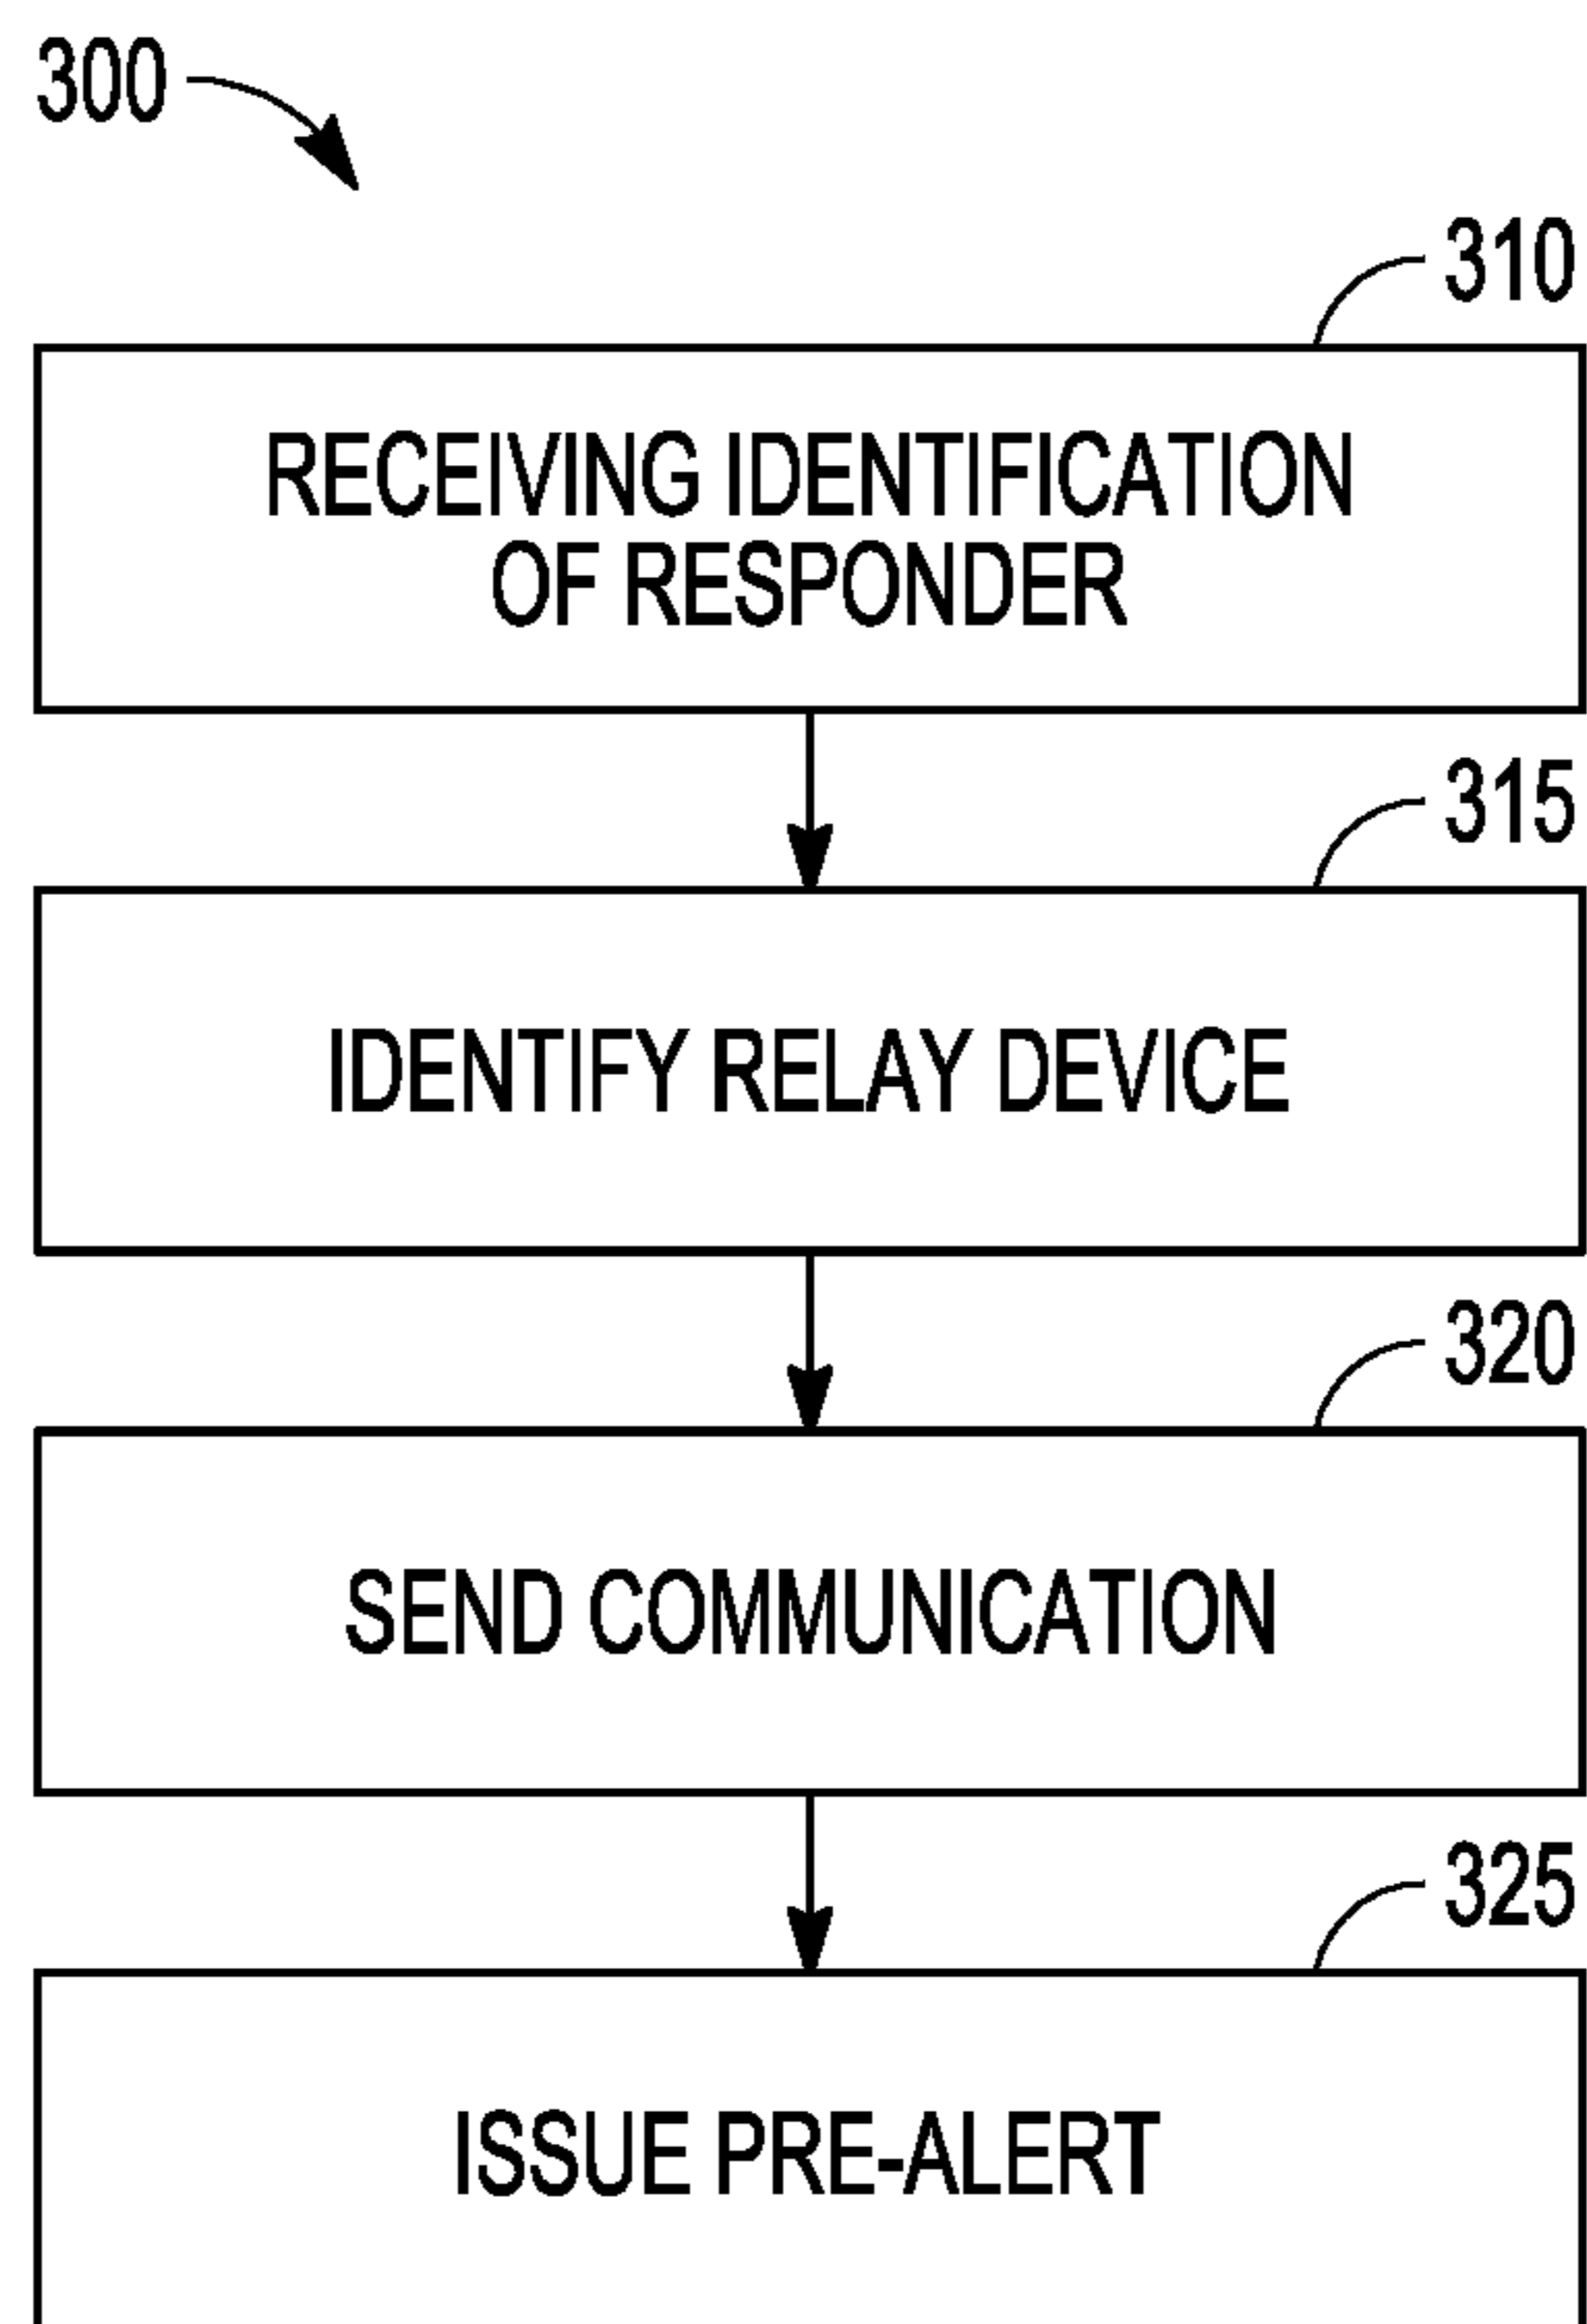 300
310
RECEIVING IDENTIFICATION
OF RESPONDER
315
IDENTIFY RELAY DEVICE
320
SEND COMMUNICATION
325
ISSUE PRE-ALERT